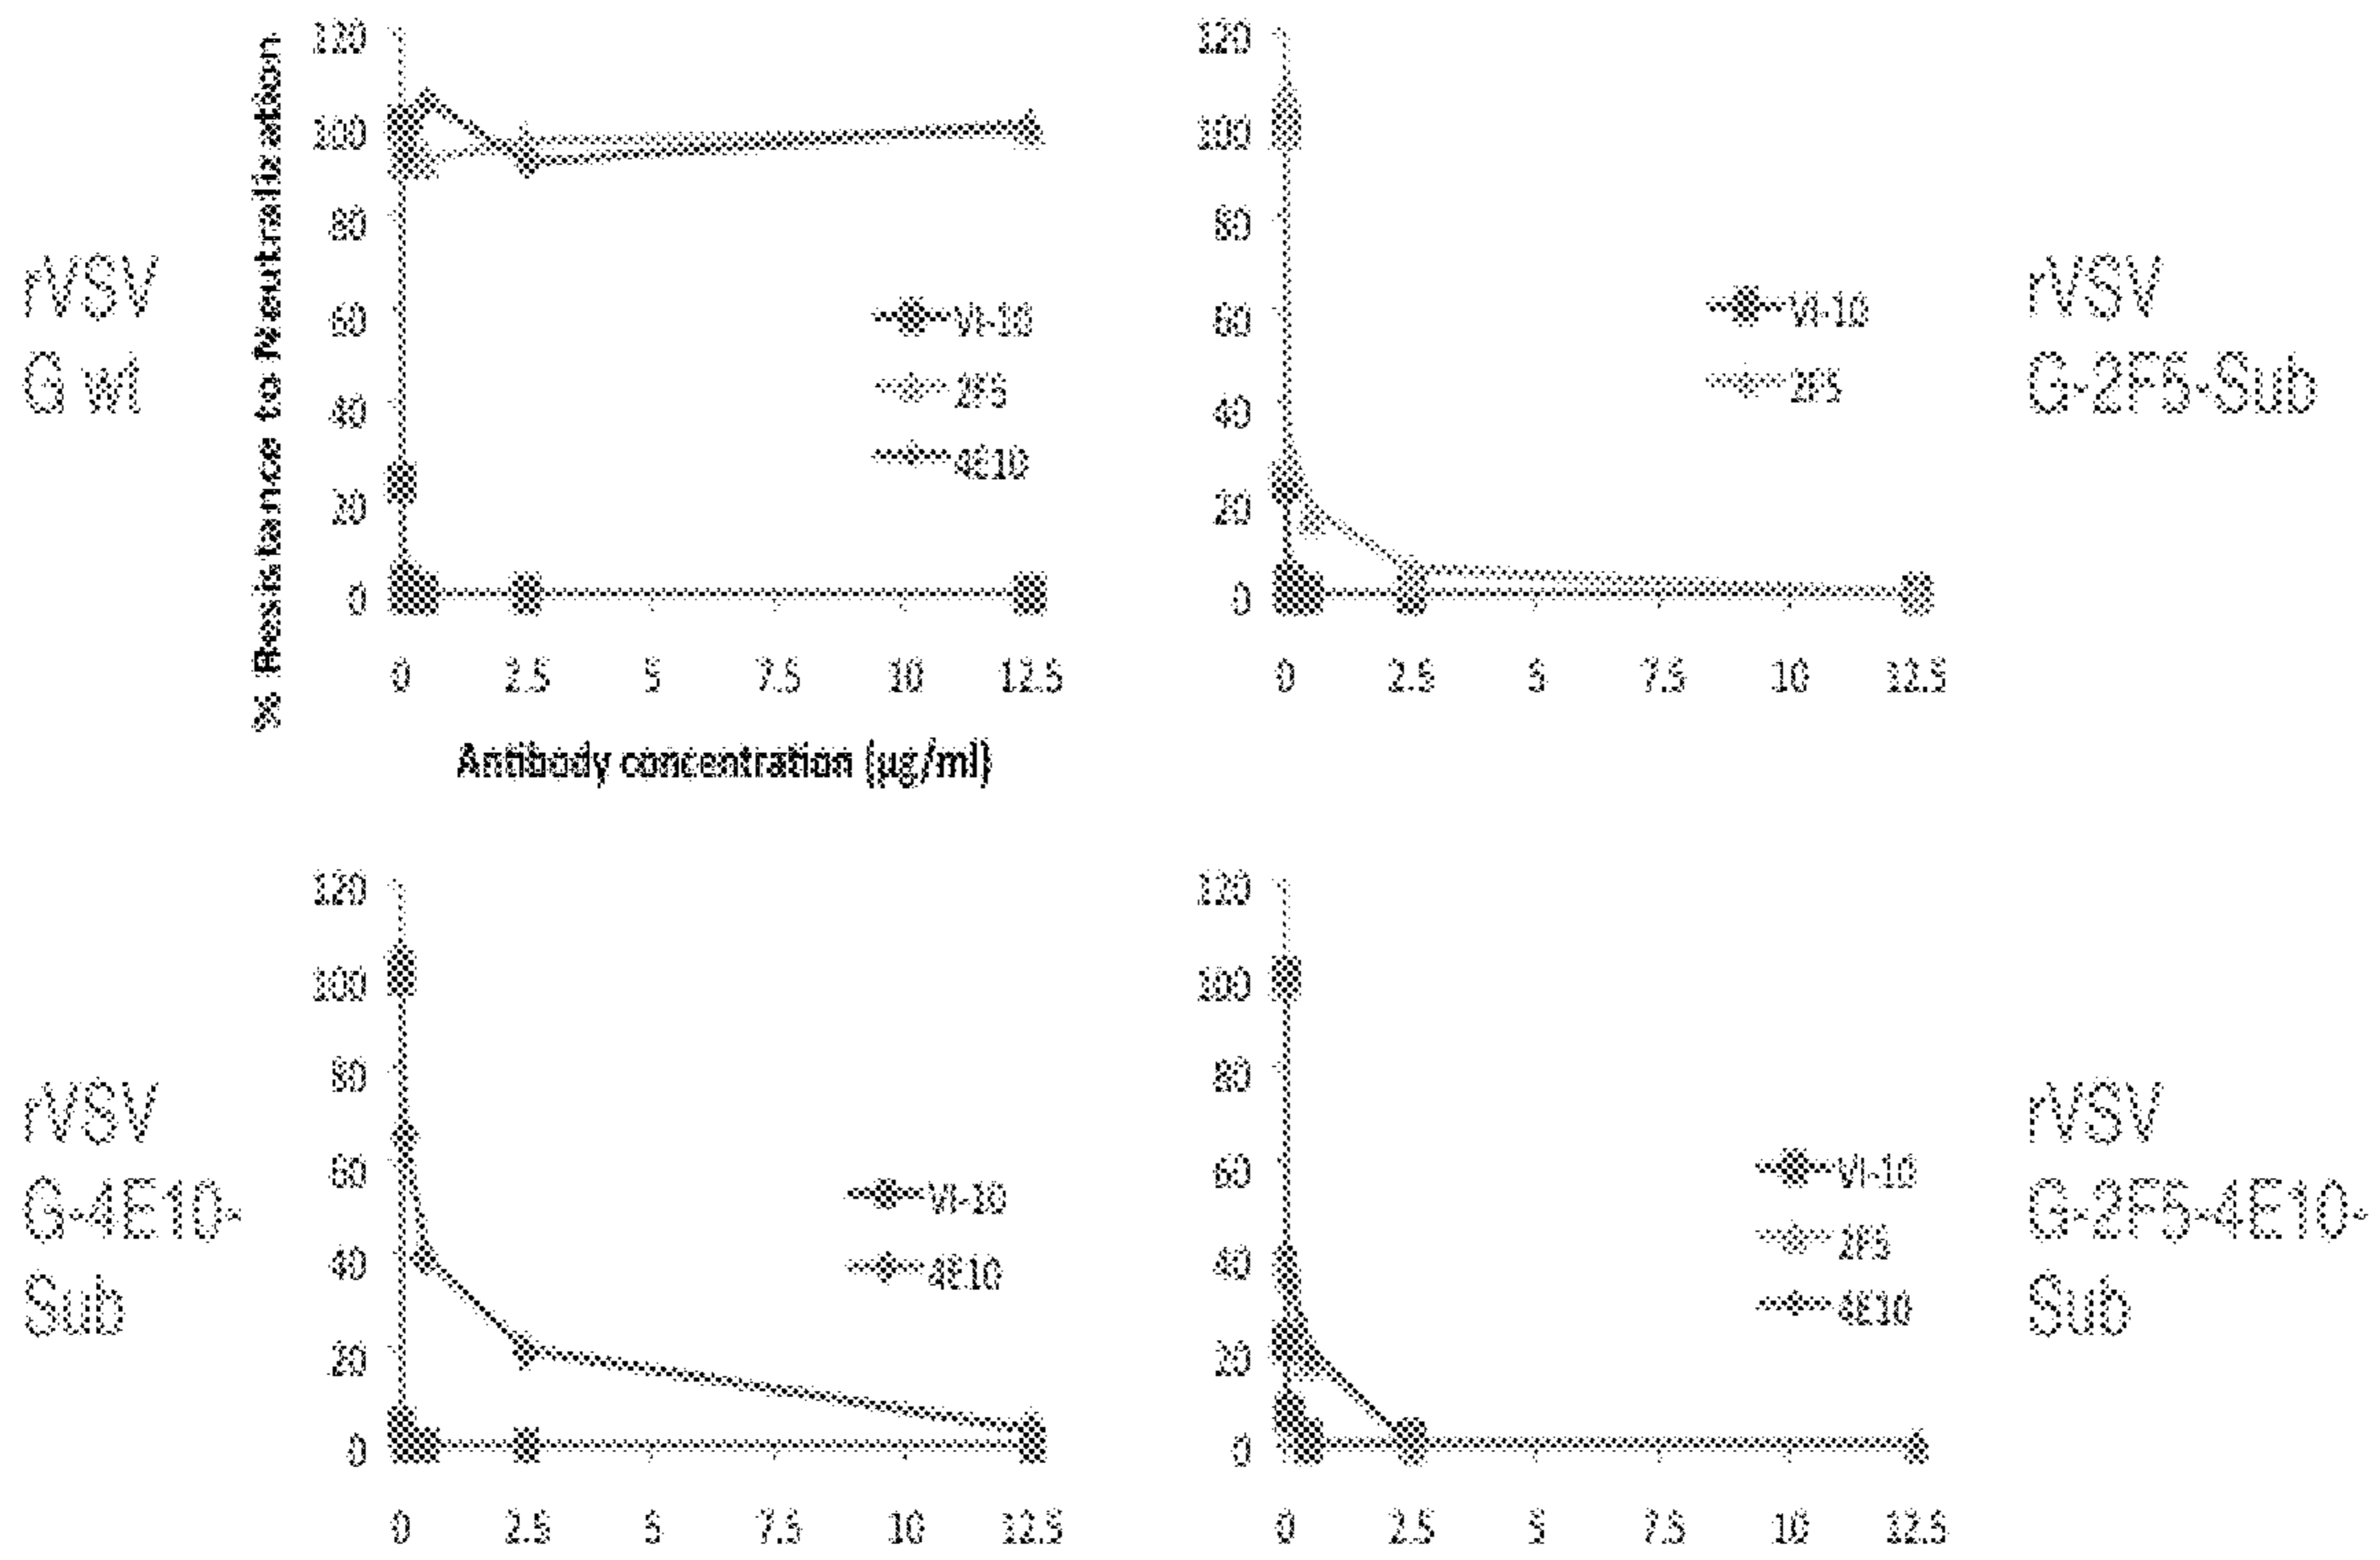 rVSV
G wt
% Resistance to Neutralization
120
100
80
60
40
20
0
VI-10
2F5
4E10
0 2.5 5 7.5 10 12.5
Antibody concentration (µg/ml)
120
100
80
60
40
20
0
VI-10
2F5
0 2.5 5 7.5 10 12.5
rVSV
G-2F5-Sub
rVSV
G-4E10-
Sub
120
100
80
60
40
20
0
VI-10
4E10
0 2.5 5 7.5 10 12.5
120
100
80
60
40
20
0
VI-10
2F5
4E10
0 2.5 5 7.5 10 12.5
rVSV
G-2F5-4E10-
Sub